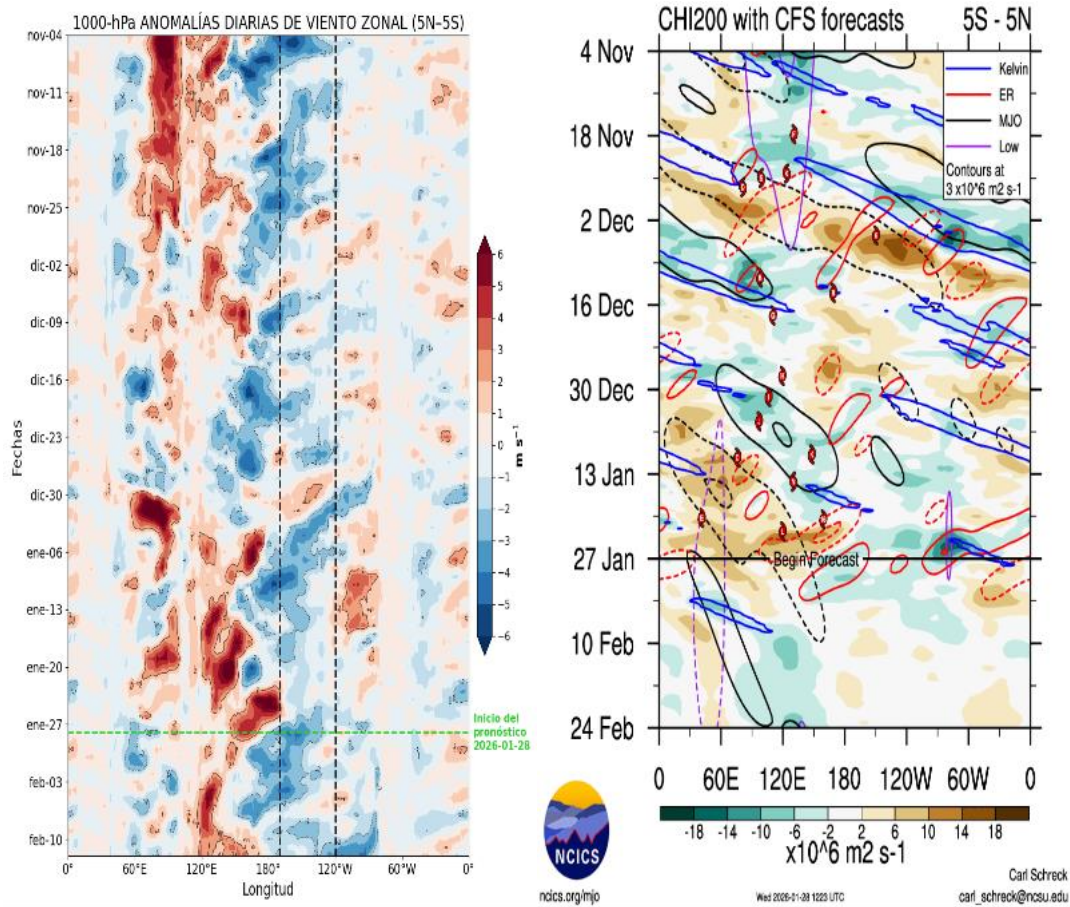 1000-hPa ANOMALÍAS DIARIAS DE VIENTO ZONAL (5N–5S)
nov-04
nov-11
nov-18
nov-25
dic-02
dic-09
dic-16
dic-23
dic-30
ene-06
ene-13
ene-20
ene-27
feb-03
feb-10
Fechas
0°
60°E
120°E
180°
120°W
60°W
0°
Longitud
6
5
4
3
2
1
0
−1
−2
−3
−4
−5
−6
m s⁻¹
Inicio del
pronóstico
2026-01-28
CHI200 with CFS forecasts 5S - 5N
4 Nov
18 Nov
2 Dec
16 Dec
30 Dec
13 Jan
27 Jan
10 Feb
24 Feb
Kelvin
ER
MJO
Low
Contours at
3 x10^6 m2 s-1
Begin Forecast
0 60E 120E 180 120W 60W 0
-18 -14 -10 -6 -2 2 6 10 14 18
x10^6 m2 s-1
NCICS
ncics.org/mjo
Wed 2026-01-28 1223 UTC
Carl Schreck
carl_schreck@ncsu.edu